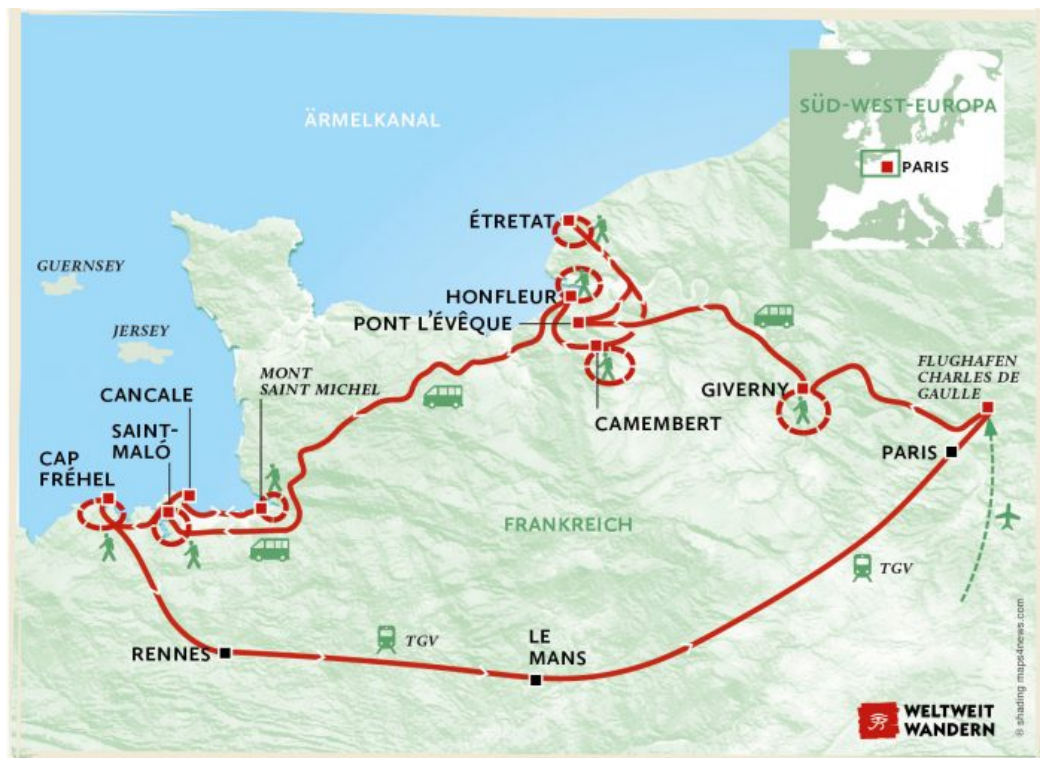 ÄRMELKANAL
SÜD-WEST-EUROPA
PARIS
ÉTRETAT
GUERNSEY
HONFLEUR
PONT L'ÉVÊQUE
JERSEY
MONT
SAINT MICHEL
CANCALE
SAINT-
MALÓ
CAP
FRÉHEL
GIVERNY
CAMEMBERT
FLUGHAFEN
CHARLES DE
GAULLE
PARIS
FRANKREICH
TGV
RENNES
TGV
LE
MANS
WELTWEIT
WANDERN
© shading maps4news.com